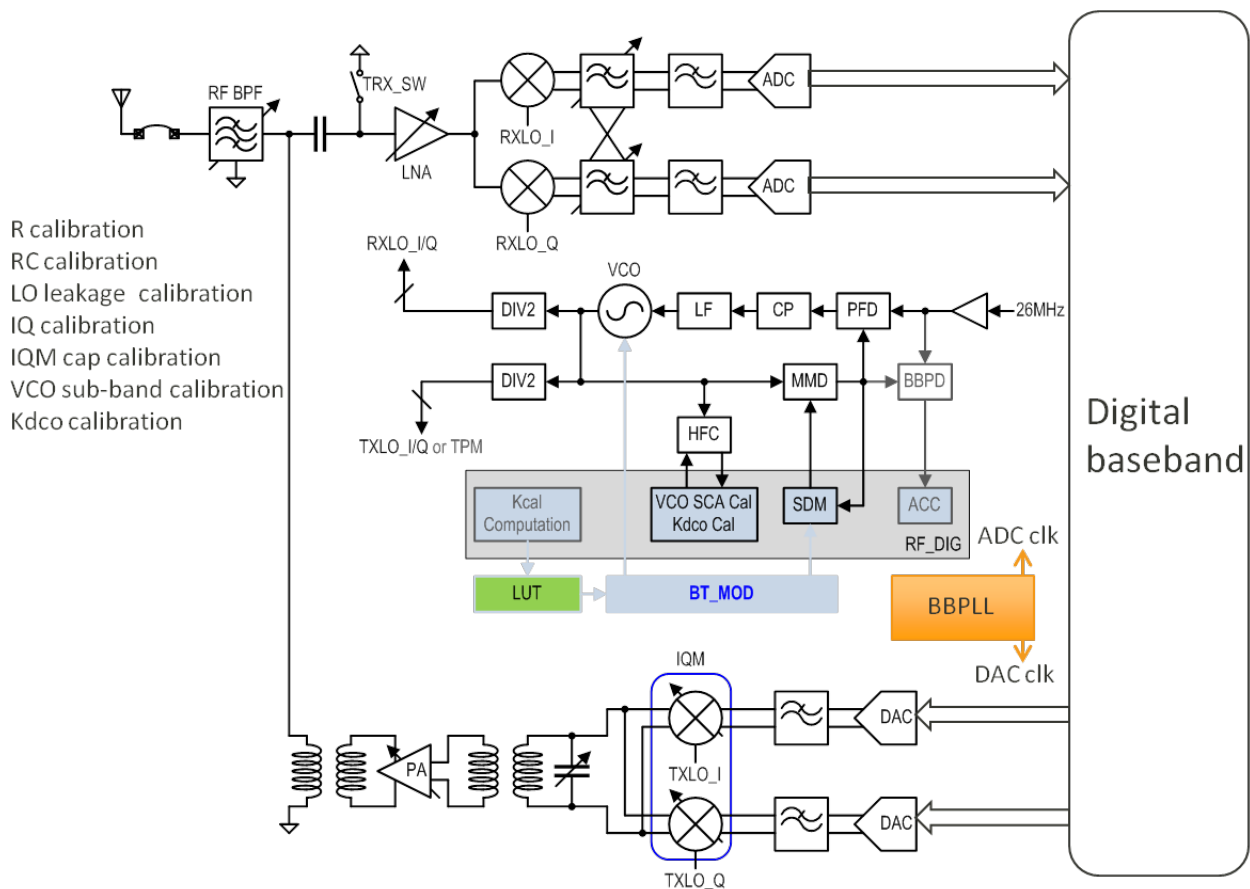 TRX_SW
RF BPF
LNA
RXLO_I
ADC
RXLO_Q
ADC
R calibration
RC calibration
LO leakage calibration
IQ calibration
IQM cap calibration
VCO sub-band calibration
Kdco calibration
RXLO_I/Q
VCO
DIV2
LF
CP
PFD
26MHz
DIV2
MMD
BBPD
TXLO_I/Q or TPM
HFC
Kcal
Computation
VCO SCA Cal
Kdco Cal
SDM
ACC
RF_DIG
LUT
BT_MOD
ADC clk
BBPLL
DAC clk
Digital
baseband
IQM
PA
TXLO_I
DAC
TXLO_Q
DAC